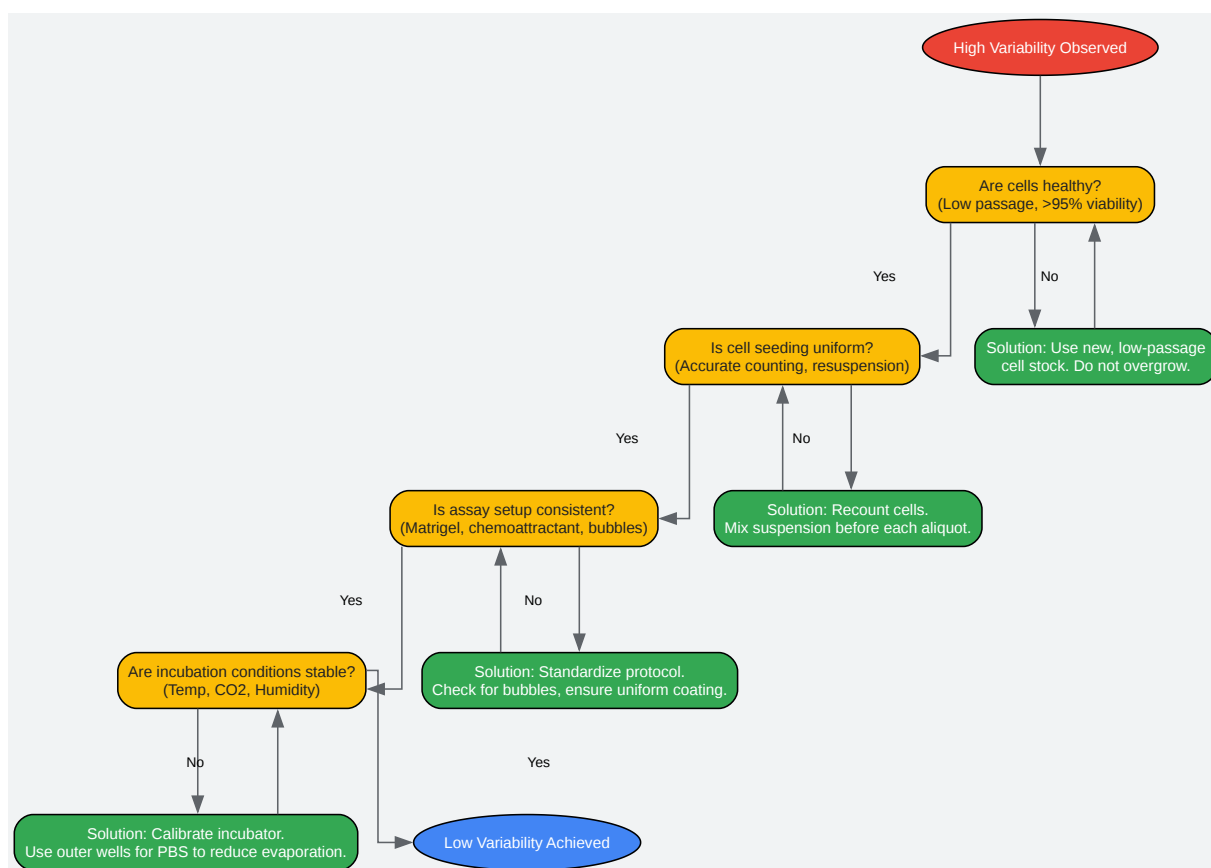 High Variability Observed
Are cells healthy?
(Low passage, >95% viability)
Yes
No
Is cell seeding uniform?
(Accurate counting, resuspension)
Solution: Use new, low-passage
cell stock. Do not overgrow.
Yes
No
Is assay setup consistent?
(Matrigel, chemoattractant, bubbles)
Solution: Recount cells.
Mix suspension before each aliquot.
Yes
No
Are incubation conditions stable?
(Temp, CO2, Humidity)
Solution: Standardize protocol.
Check for bubbles, ensure uniform coating.
No
Yes
Solution: Calibrate incubator.
Use outer wells for PBS to reduce evaporation.
Low Variability Achieved